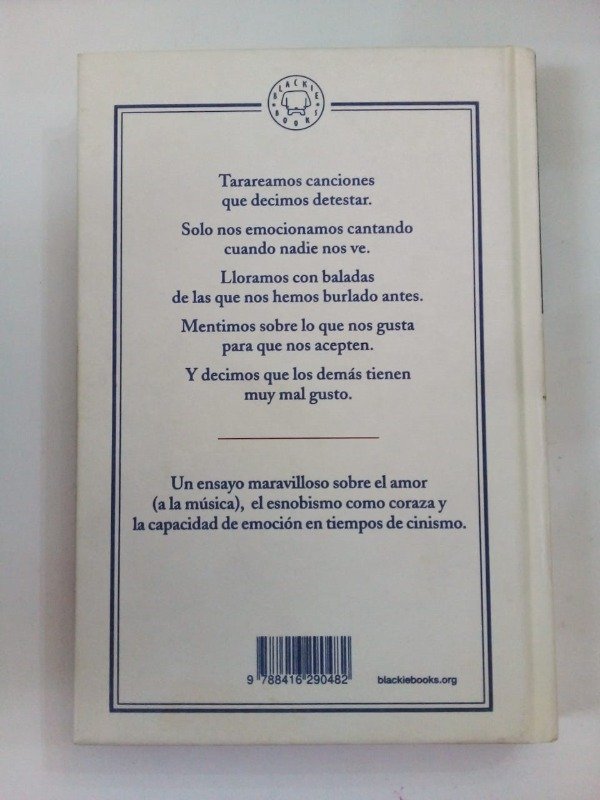 BLACKIE
BOOKS
Tarareamos canciones
que decimos detestar.
Solo nos emocionamos cantando
cuando nadie nos ve.
Lloramos con baladas
de las que nos hemos burlado antes.
Mentimos sobre lo que nos gusta
para que nos acepten.
Y decimos que los demás tienen
muy mal gusto.
Un ensayo maravilloso sobre el amor
(a la música), el esnobismo como coraza y
la capacidad de emoción en tiempos de cinismo.
9 788416 290482
blackiebooks.org